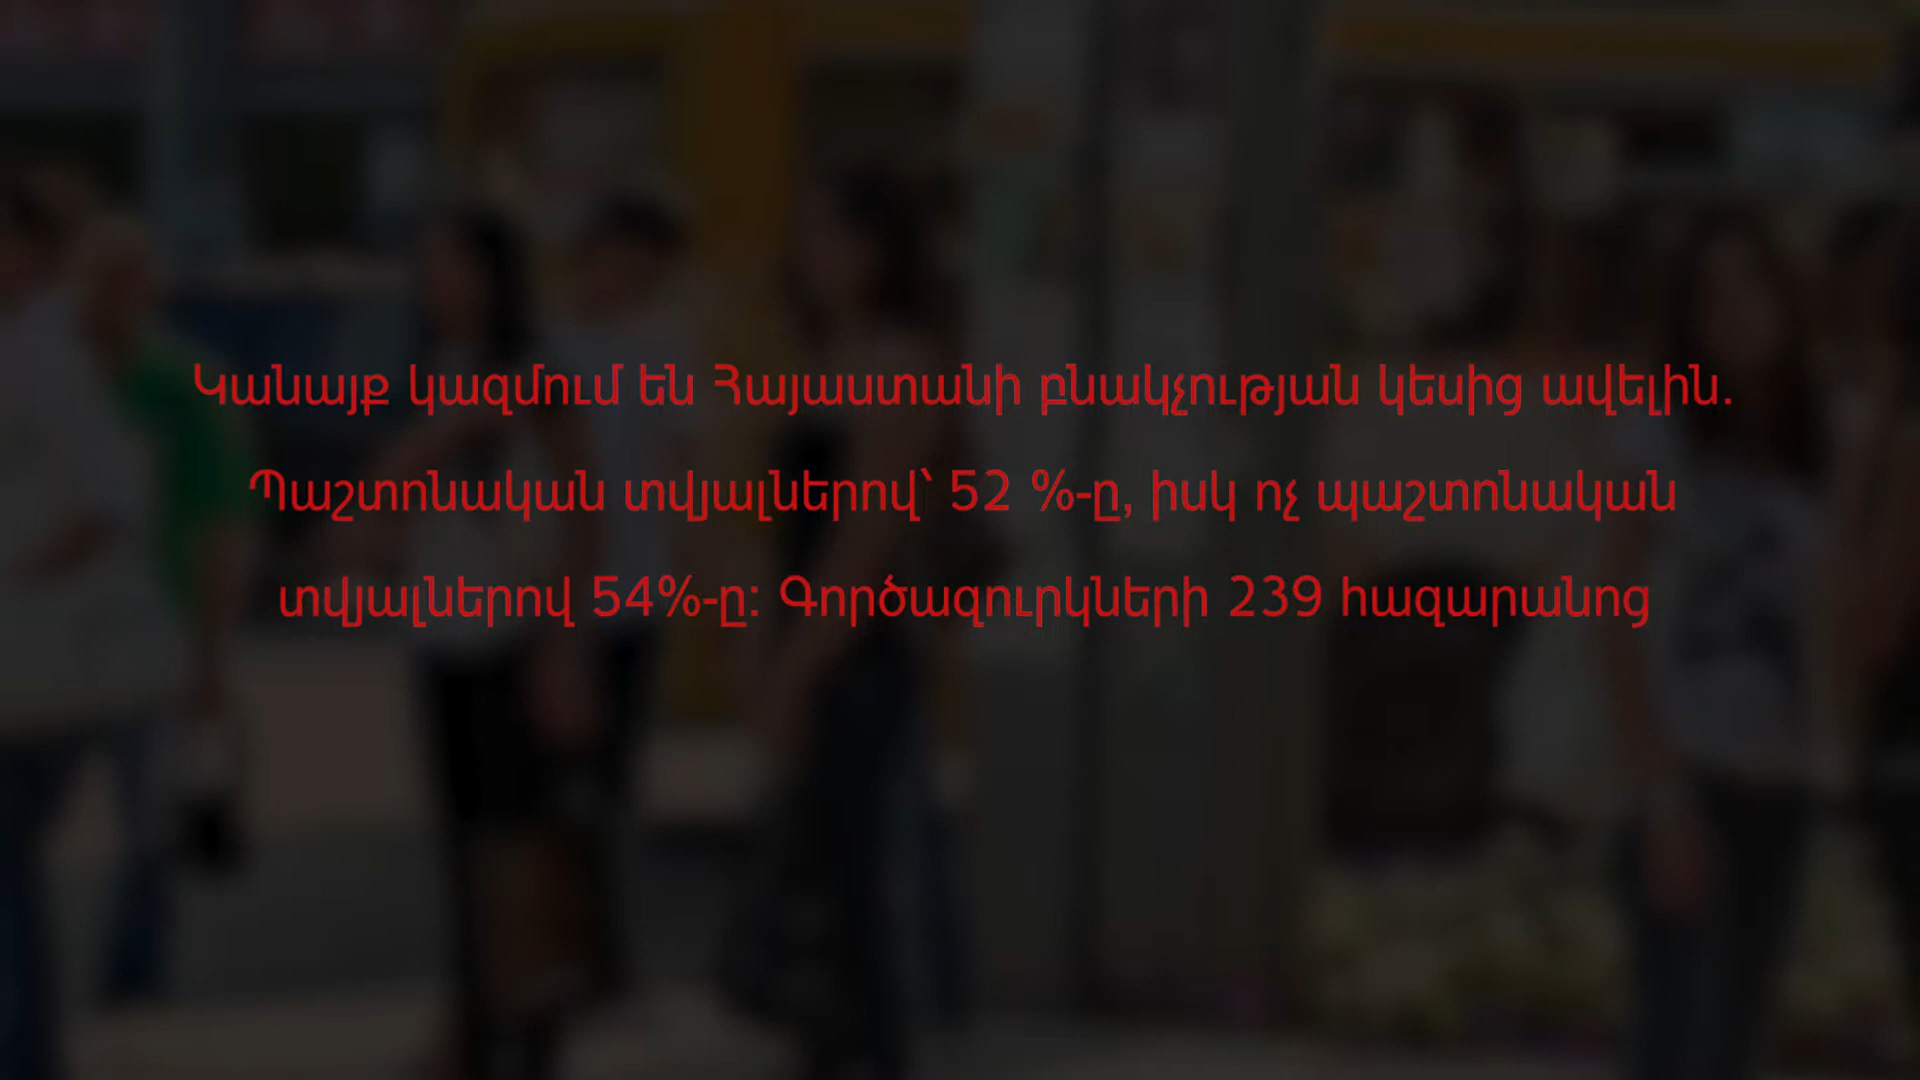 Կանայք կազմում են Հայաստանի բնակչության կեսից ավելին.
Պաշտոնական տվյալներով՝ 52 %-ը, իսկ ոչ պաշտոնական
տվյալներով 54%-ը: Գործազուրկների 239 հազարանոց